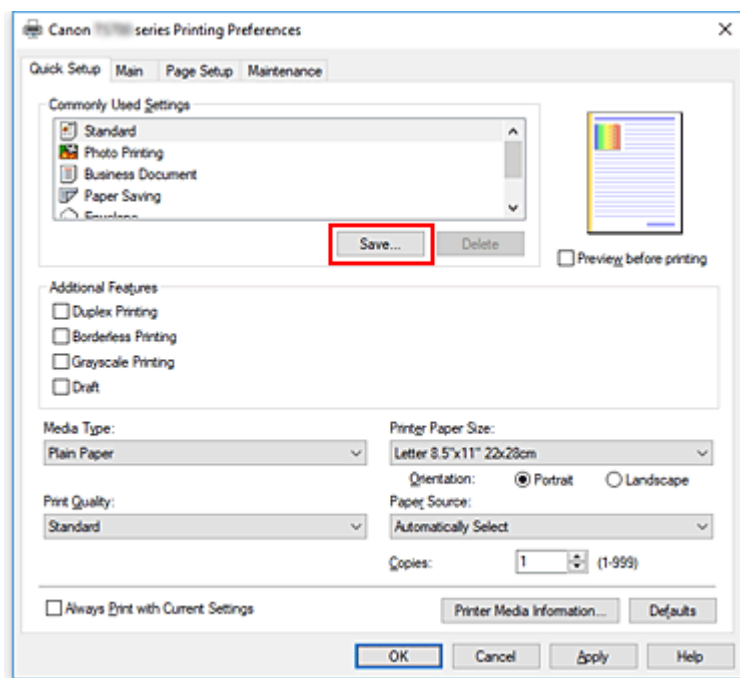 Canon series Printing Preferences
Quick Setup Main Page Setup Maintenance
Commonly Used Settings
Standard
Photo Printing
Business Document
Paper Saving
Envelope
Save... Delete
Preview before printing
Additional Features
Duplex Printing
Borderless Printing
Grayscale Printing
Draft
Media Type: Printer Paper Size:
Plain Paper Letter 8.5"x11" 22x28cm
Orientation: Portrait Landscape
Print Quality: Paper Source:
Standard Automatically Select
Copies: 1 (1-999)
Always Print with Current Settings Printer Media Information... Defaults
OK Cancel Apply Help